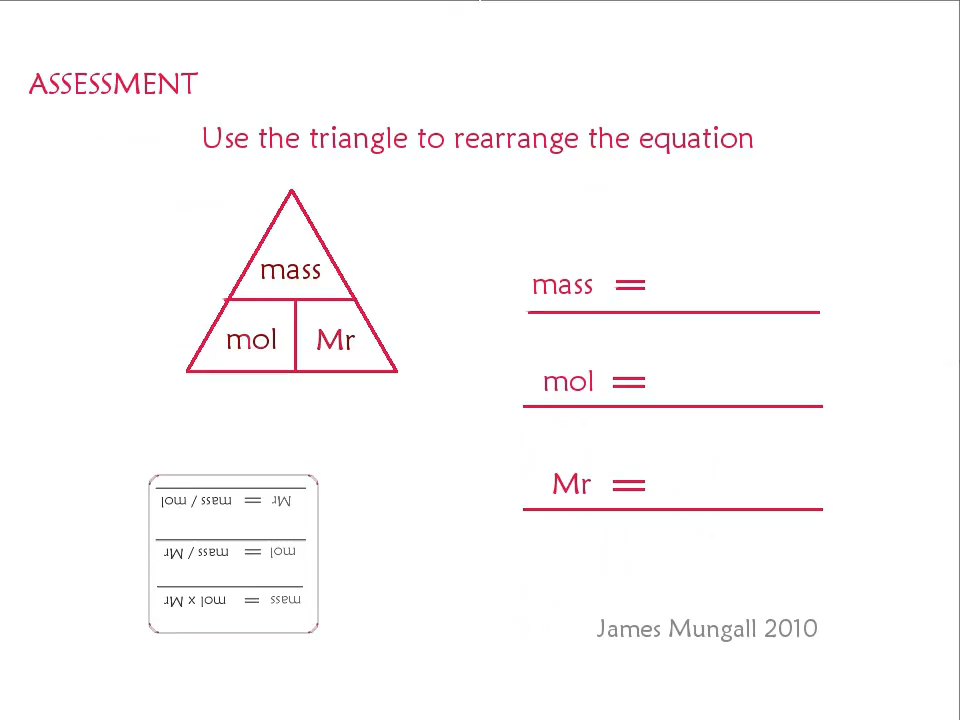 ASSESSMENT
Use the triangle to rearrange the equation
mass
mol Mr
mass =
mol =
Mr =
mass = mol x Mr
mol = mass / Mr
Mr = mass / mol
James Mungall 2010